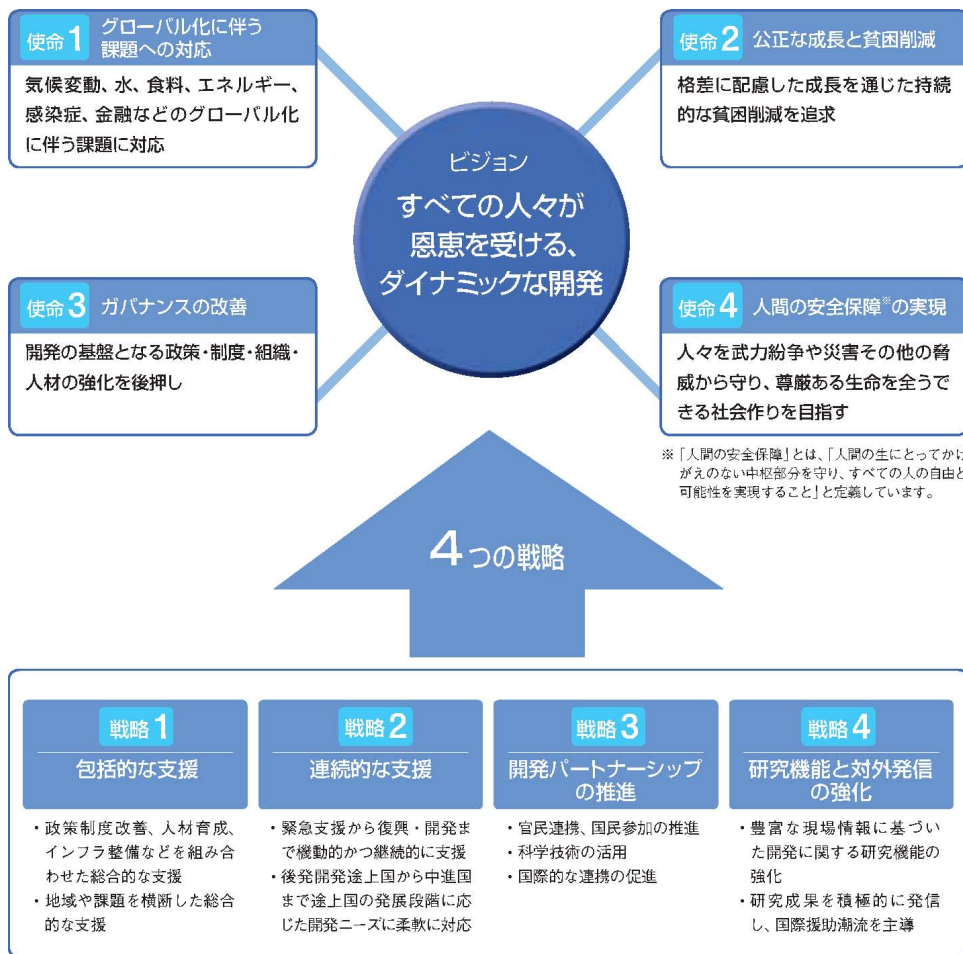 使命1 グローバル化に伴う
課題への対応
気候変動、水、食料、エネルギー、
感染症、金融などのグローバル化
に伴う課題に対応
使命2 公正な成長と貧困削減
格差に配慮した成長を通じた持続
的な貧困削減を追求
ビジョン
すべての人々が
恩恵を受ける、
ダイナミックな開発
使命3 ガバナンスの改善
開発の基盤となる政策・制度・組織・
人材の強化を後押し
使命4 人間の安全保障※の実現
人々を武力紛争や災害その他の脅
威から守り、尊厳ある生命を全うで
きる社会作りを目指す
※「人間の安全保障」とは、「人間の生にとってかけ
がえのない中枢部分を守り、すべての人の自由と
可能性を実現すること」と定義しています。
4つの戦略
戦略1
包括的な支援
・政策制度改善、人材育成、
インフラ整備などを組み合
わせた総合的な支援
・地域や課題を横断した総合
的な支援
戦略2
連続的な支援
・緊急支援から復興・開発ま
で機動的かつ継続的に支援
・後発開発途上国から中進国
まで途上国の発展段階に応
じた開発ニーズに柔軟に対応
戦略3
開発パートナーシップ
の推進
・官民連携、国民参加の推進
・科学技術の活用
・国際的な連携の促進
戦略4
研究機能と対外発信
の強化
・豊富な現場情報に基づい
た開発に関する研究機能の
強化
・研究成果を積極的に発信
し、国際援助潮流を主導